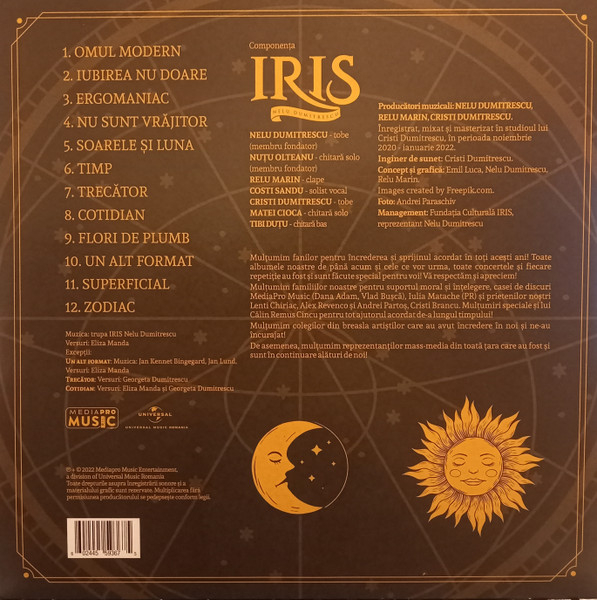 1. OMUL MODERN
2. IUBIREA NU DOARE
3. ERGOMANIAC
4. NU SUNT VRĂJITOR
5. SOARELE ȘI LUNA
6. TIMP
7. TRECĂTOR
8. COTIDIAN
9. FLORI DE PLUMB
10. UN ALT FORMAT
11. SUPERFICIAL
12. ZODIAC
Muzica: trupa IRIS Nelu Dumitrescu
Versuri: Eliza Manda
Excepții:
UN ALT FORMAT: Muzica: Jan Kennet Bingegard, Jan Lund,
Versuri: Eliza Manda
TRECĂTOR: Versuri: Georgeta Dumitrescu
COTIDIAN: Versuri: Eliza Manda și Georgeta Dumitrescu
MEDIAPRO
MUSIC
UNIVERSAL
UNIVERSAL MUSIC ROMANIA
℗ + © 2022 Mediapro Music Entertainment,
a division of Universal Music Romania
Toate drepturile asupra înregistrării sonore și a
materialului grafic sunt rezervate. Multiplicarea fără
permisiunea producătorului se pedepsește conform legii.
6 02445 59367 5
Componența
IRIS
NELU DUMITRESCU
NELU DUMITRESCU - tobe
(membru fondator)
NUȚU OLTEANU - chitară solo
(membru fondator)
RELU MARIN - clape
COSTI SANDU - solist vocal
CRISTI DUMITRESCU - tobe
MATEI CIOCA - chitară solo
TIBI DUȚU - chitară bas
Producători muzicali: NELU DUMITRESCU,
RELU MARIN, CRISTI DUMITRESCU.
Înregistrat, mixat și masterizat în studioul lui
Cristi Dumitrescu, în perioada noiembrie
2020 - ianuarie 2022.
Inginer de sunet: Cristi Dumitrescu.
Concept și grafică: Emil Luca, Nelu Dumitrescu,
Relu Marin.
Images created by Freepik.com.
Foto: Andrei Paraschiv
Management: Fundația Culturală IRIS,
reprezentant Nelu Dumitrescu
Mulțumim fanilor pentru încrederea și sprijinul acordat în toți acești ani! Toate
albumele noastre de până acum și cele ce vor urma, toate concertele și fiecare
repetiție au fost și sunt făcute special pentru voi! Vă respectăm și apreciem!
Mulțumim familiilor noastre pentru suportul moral și înțelegere, casei de discuri
MediaPro Music (Dana Adam, Vlad Bușcă), Iulia Matache (PR) și prietenilor noștri
Lenti Chiriac, Alex Revenco și Andrei Partoș, Cristi Brancu. Mulțumim speciale și lui
Călin Remus Cincu pentru tot ajutorul acordat de-a lungul timpului!
Mulțumim colegilor din breasla artiștilor care au avut încredere în noi și ne-au
încurajat!
De asemenea, mulțumim reprezentanților mass-media din toată țara care au fost și
sunt în continuare alături de noi!